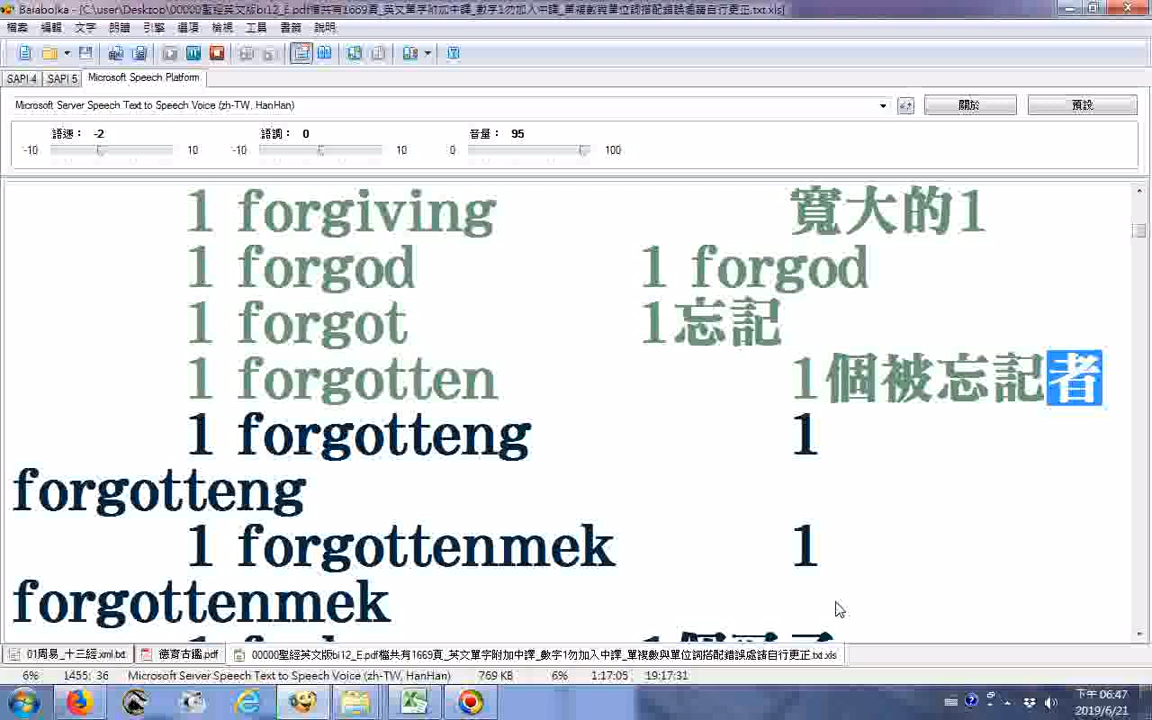 Balabolka - [C:\user\Desktop\00000聖經英文版bi12_E.pdf檔共有1669頁_英文單字附加中譯_數字1勿加入中譯_單複數與單位詞搭配錯誤處請自行更正.txt.xls]
檔案 編輯 文字 朗讀 引擎 選項 檢視 工具 書籤 說明
SAPI 4 SAPI 5 Microsoft Speech Platform
Microsoft Server Speech Text to Speech Voice (zh-TW, HanHan) 關於 預設
語速： -2 語調： 0 音量： 95
-10 10 -10 10 0 100
1 forgiving 寬大的1
1 forgod 1 forgod
1 forgot 1忘記
1 forgotten 1個被忘記者
1 forgotteng 1
forgotteng
1 forgottenmek 1
forgottenmek
01周易_十三經.xml.txt 德育古鑑.pdf 00000聖經英文版bi12_E.pdf檔共有1669頁_英文單字附加中譯_數字1勿加入中譯_單複數與單位詞搭配錯誤處請自行更正.txt.xls
6% 1455: 36 Microsoft Server Speech Text to Speech Voice (zh-TW, HanHan) 769 KB 6% 1:17:05 19:17:31
下午 06:47
2019/6/21